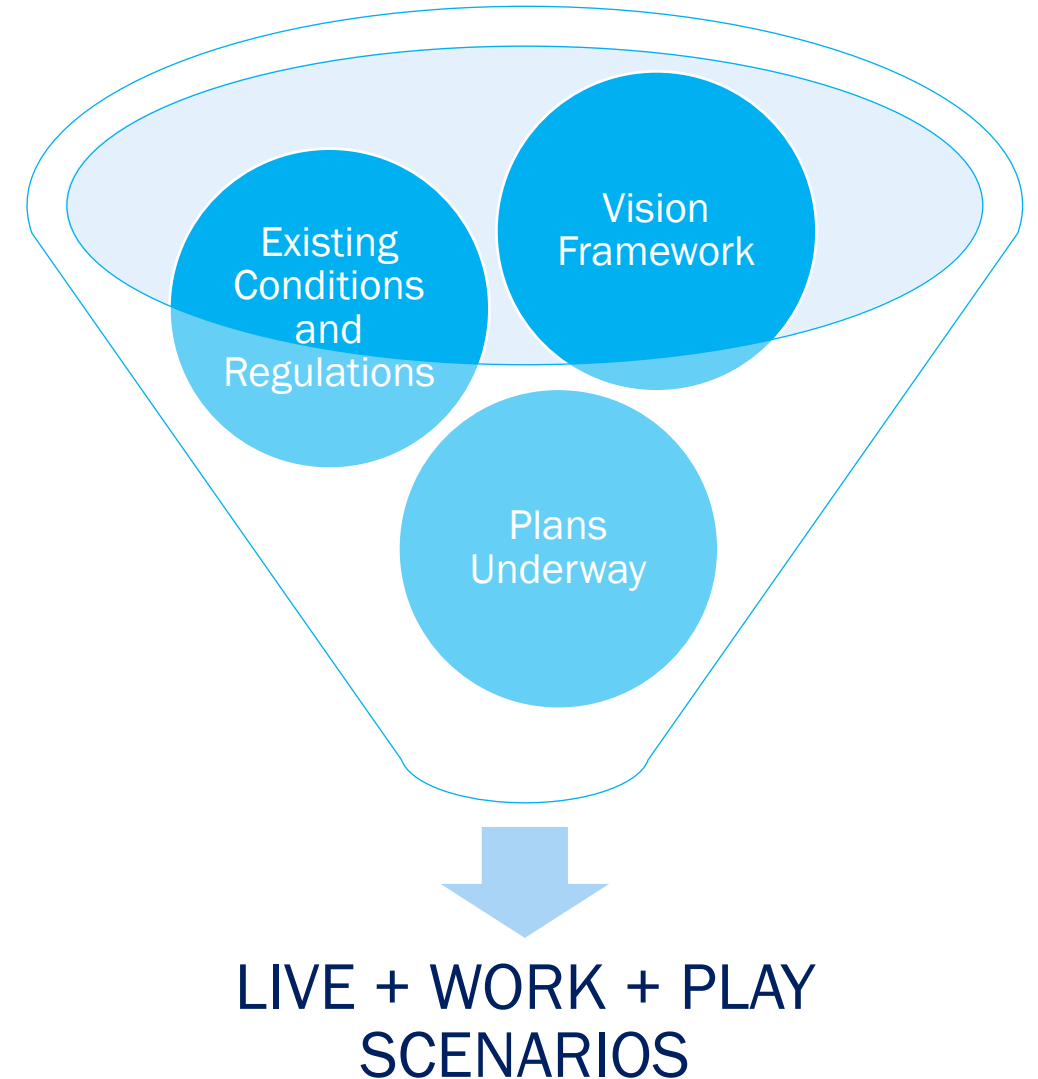 Existing
Conditions
and
Regulations
Vision
Framework
Plans
Underway
LIVE + WORK + PLAY
SCENARIOS